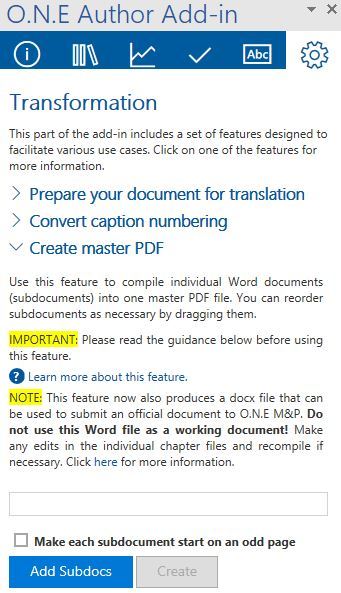 O.N.E Author Add-in
Abc
Transformation
This part of the add-in includes a set of features designed to
facilitate various use cases. Click on one of the features for
more information.
Prepare your document for translation
Convert caption numbering
Create master PDF
Use this feature to compile individual Word documents
(subdocuments) into one master PDF file. You can reorder
subdocuments as necessary by dragging them.
IMPORTANT: Please read the guidance below before using
this feature.
? Learn more about this feature.
NOTE: This feature now also produces a docx file that can
be used to submit an official document to O.N.E M&P. Do
not use this Word file as a working document! Make
any edits in the individual chapter files and recompile if
necessary. Click here for more information.
Make each subdocument start on an odd page
Add Subdocs Create